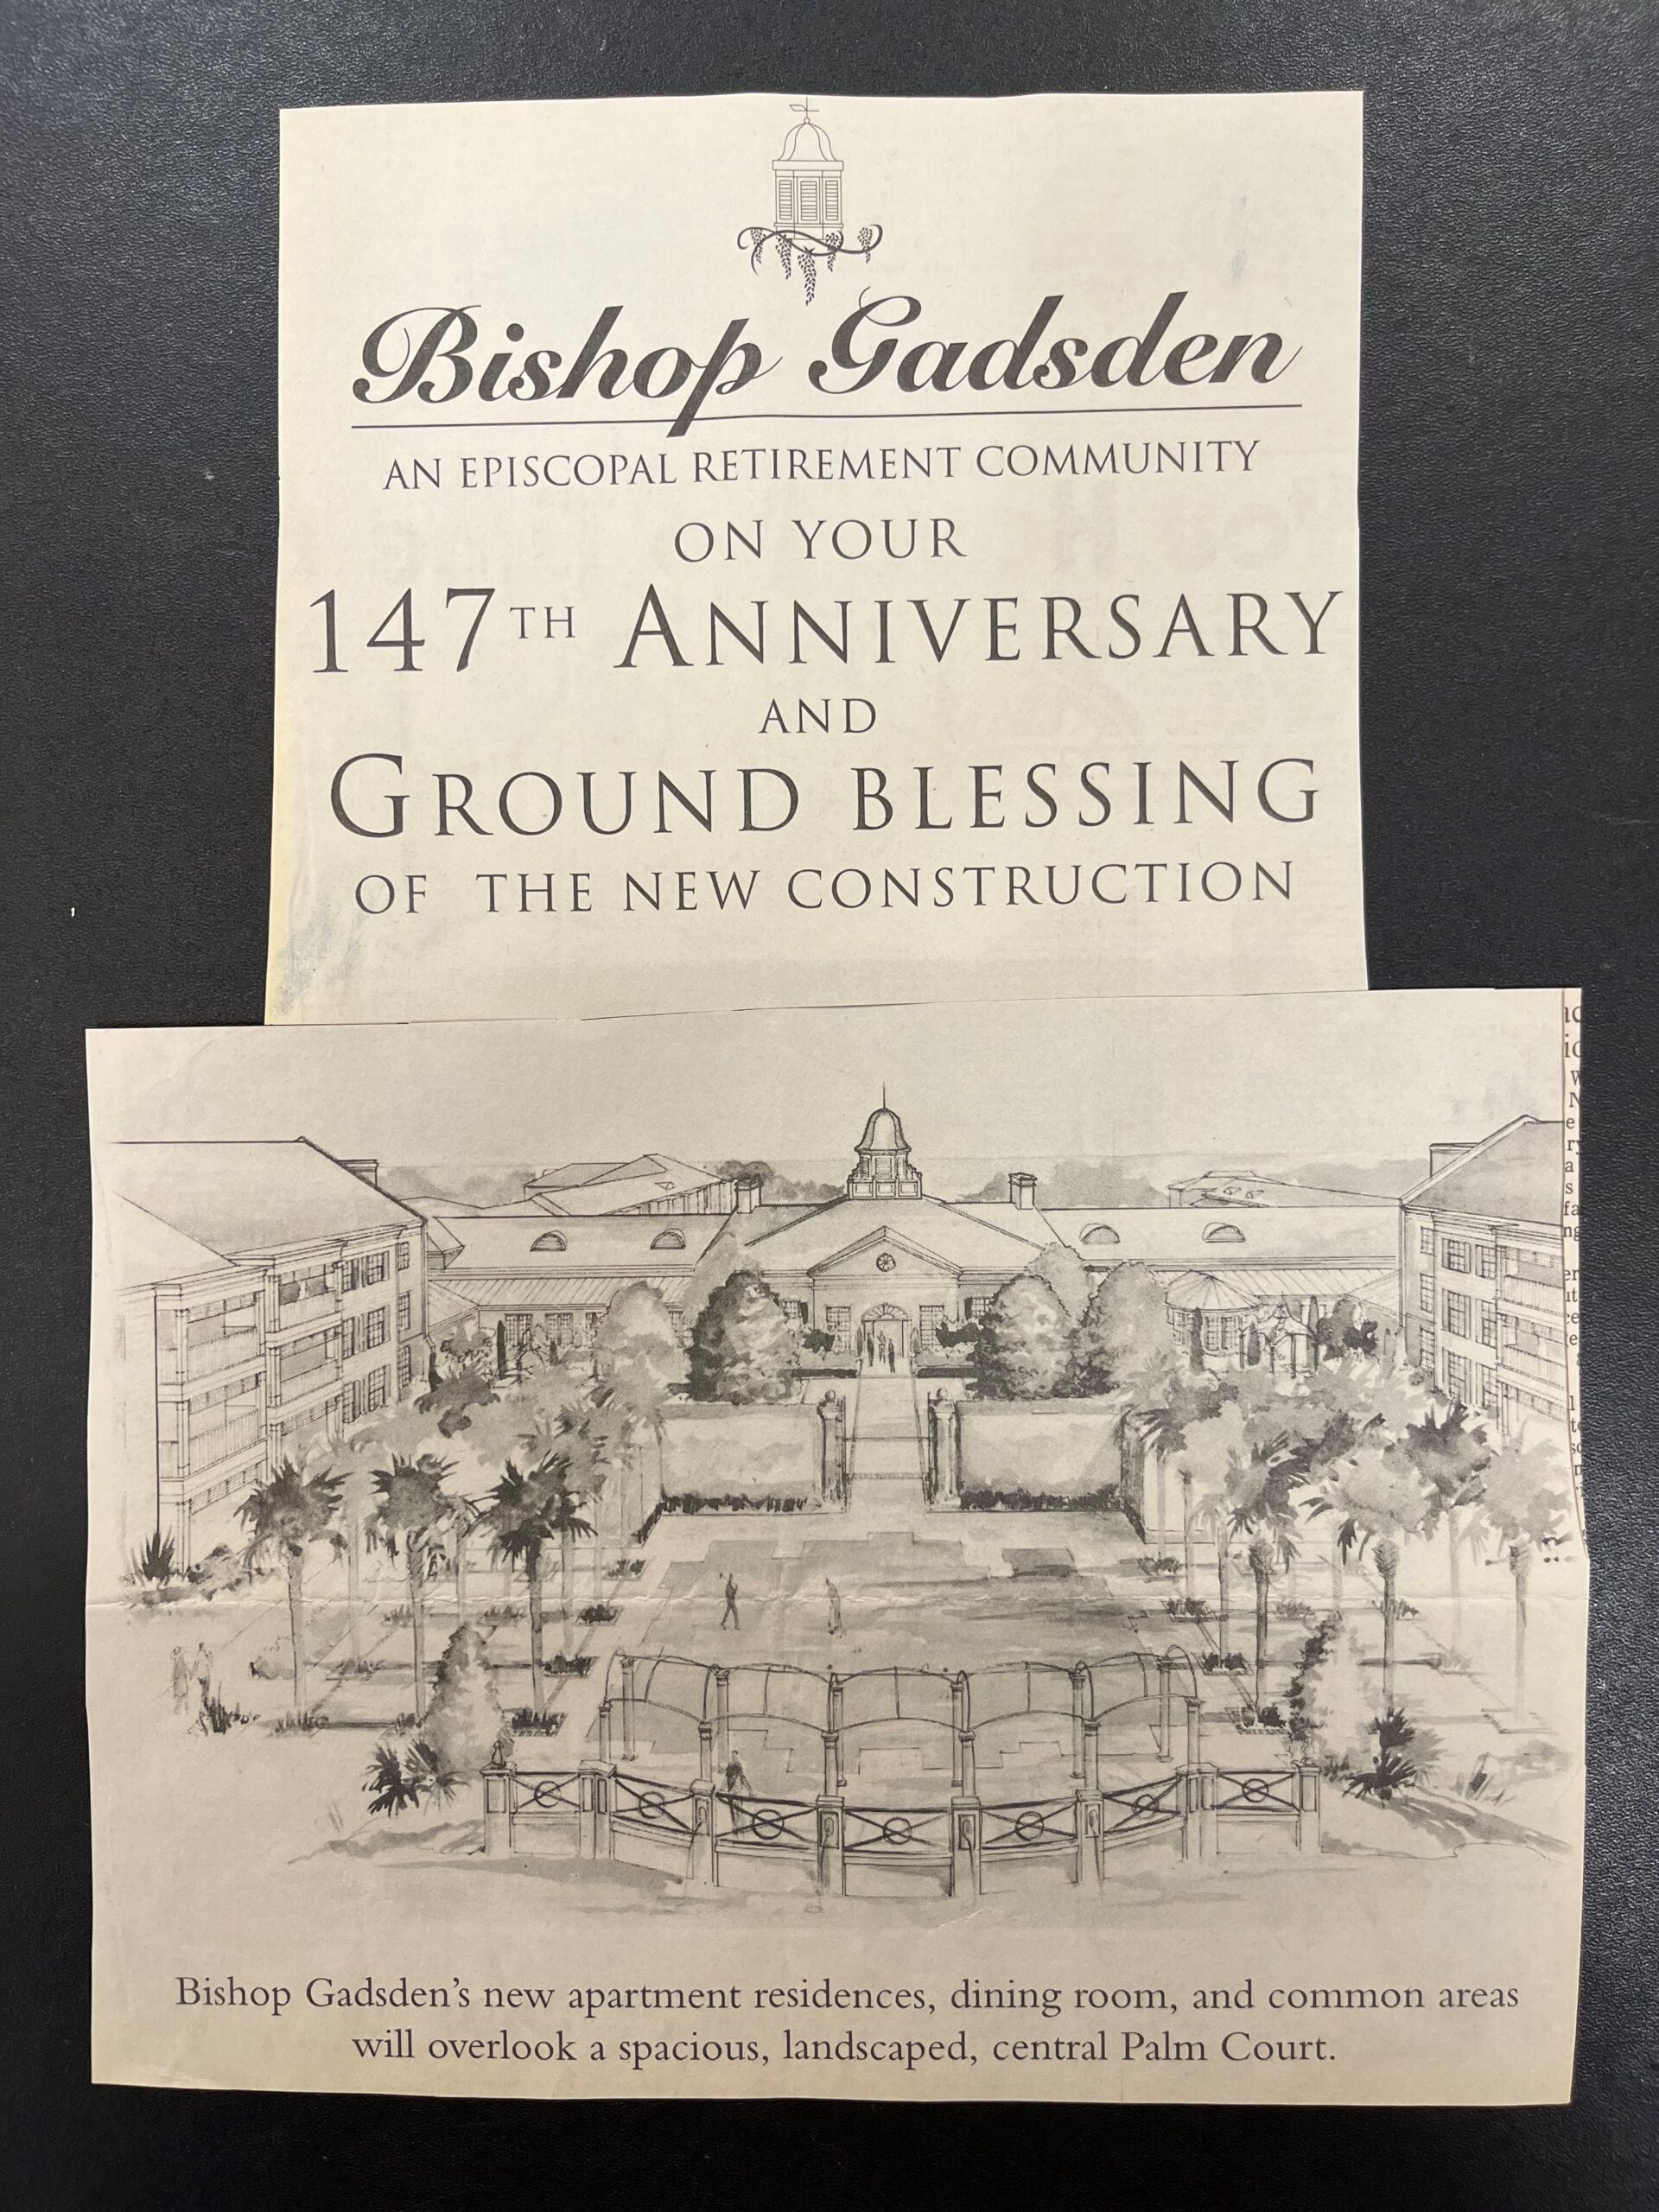 Bishop Gadsden
AN EPISCOPAL RETIREMENT COMMUNITY
ON YOUR
147TH ANNIVERSARY
AND
GROUND BLESSING
OF THE NEW CONSTRUCTION
Bishop Gadsden's new apartment residences, dining room, and common areas
will overlook a spacious, landscaped, central Palm Court.